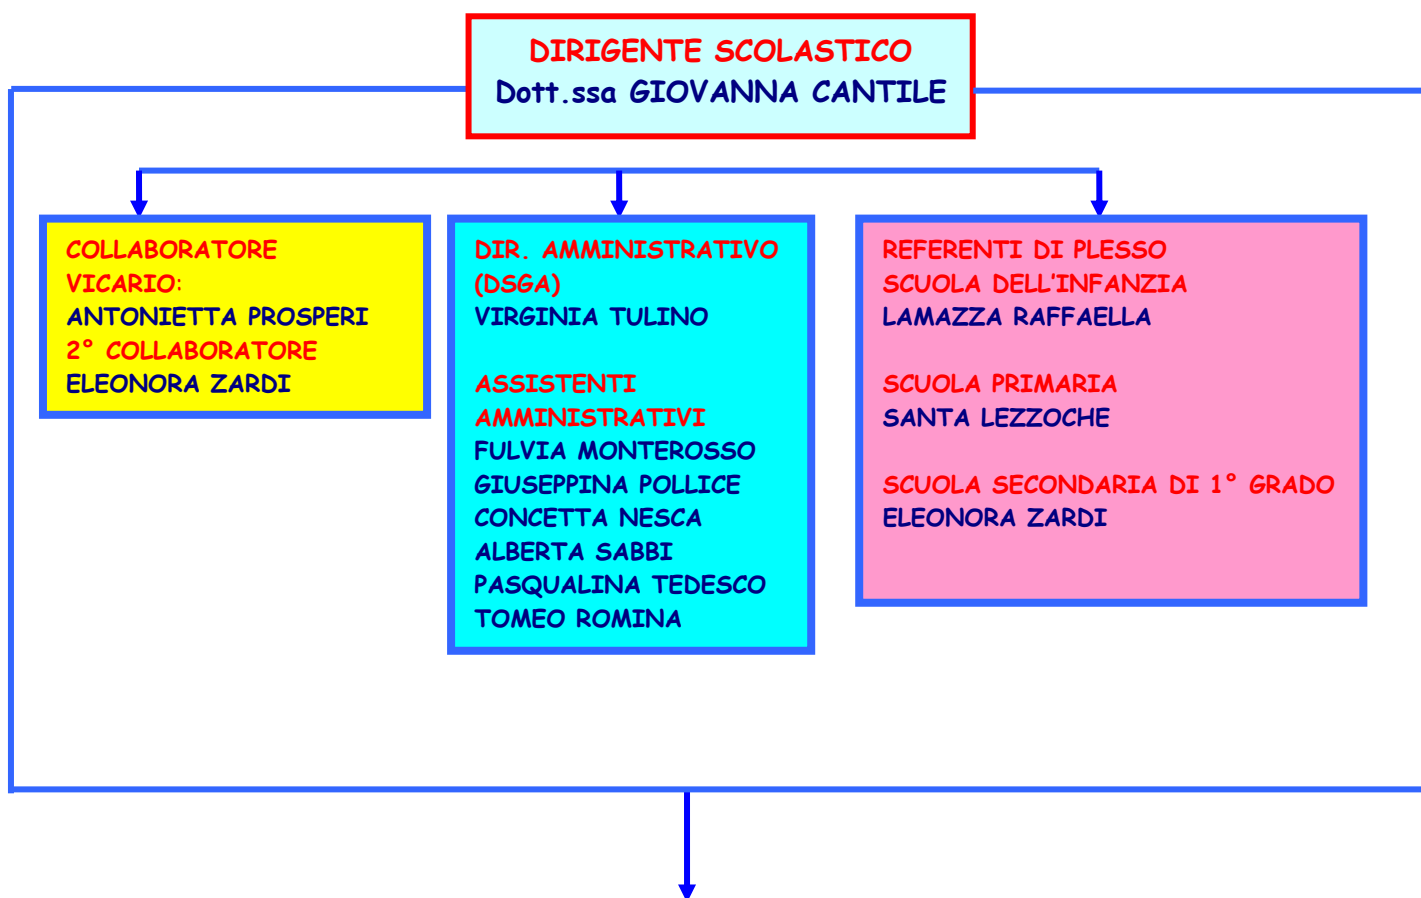 DIRIGENTE SCOLASTICO
Dott.ssa GIOVANNA CANTILE
COLLABORATORE
VICARIO:
ANTONIETTA PROSPERI
2° COLLABORATORE
ELEONORA ZARDI
DIR. AMMINISTRATIVO
(DSGA)
VIRGINIA TULINO
ASSISTENTI
AMMINISTRATIVI
FULVIA MONTEROSSO
GIUSEPPINA POLLICE
CONCETTA NESCA
ALBERTA SABBI
PASQUALINA TEDESCO
TOMEO ROMINA
REFERENTI DI PLESSO
SCUOLA DELL'INFANZIA
LAMAZZA RAFFAELLA
SCUOLA PRIMARIA
SANTA LEZZOCHE
SCUOLA SECONDARIA DI 1° GRADO
ELEONORA ZARDI